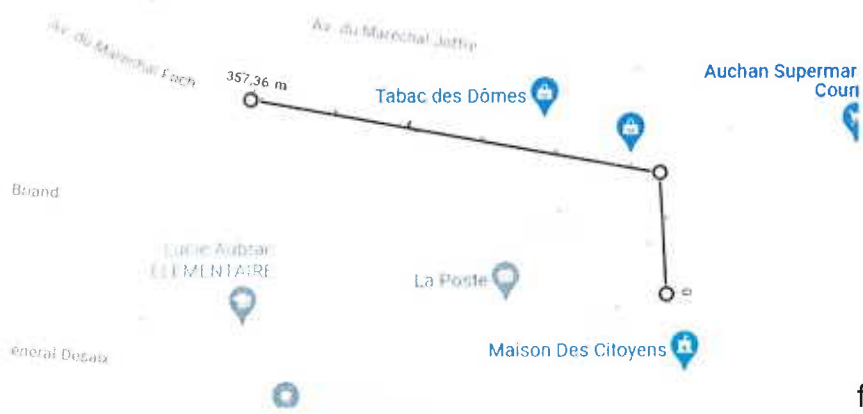 Av. du Maréchal Joffre
Av. du Maréchal Foch
357,36 m
Tabac des Dômes
Auchan Supermar
Cour
Briand
Lucie Aubrac
ÉLÉMENTAIRE
La Poste
0
Maison Des Citoyens
énéral Desaix
f